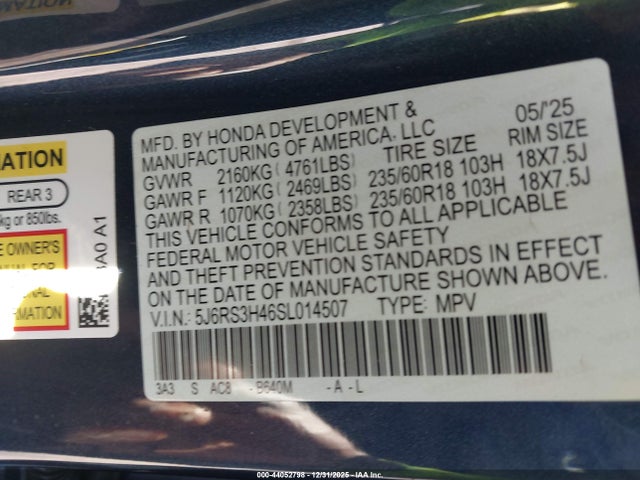 MATION
REAR 3
kg or 850lbs.
E OWNER'S
FOR
ONAL
RMATION
3A0 A1
MFD. BY HONDA DEVELOPMENT & 05/'25
MANUFACTURING OF AMERICA. LLC
GVWR 2160KG ( 4761LBS) TIRE SIZE RIM SIZE
GAWR F 1120KG ( 2469LBS) 235/60R18 103H 18X7.5J
GAWR R 1070KG ( 2358LBS) 235/60R18 103H 18X7.5J
THIS VEHICLE CONFORMS TO ALL APPLICABLE
FEDERAL MOTOR VEHICLE SAFETY
AND THEFT PREVENTION STANDARDS IN EFFECT
ON THE DATE OF MANUFACTURE SHOWN ABOVE.
V.I.N.: 5J6RS3H46SL014507 TYPE: MPV
3A3 S AC8 - B640M - A - L
000-44052798 - 12/31/2025 - IAA Inc.